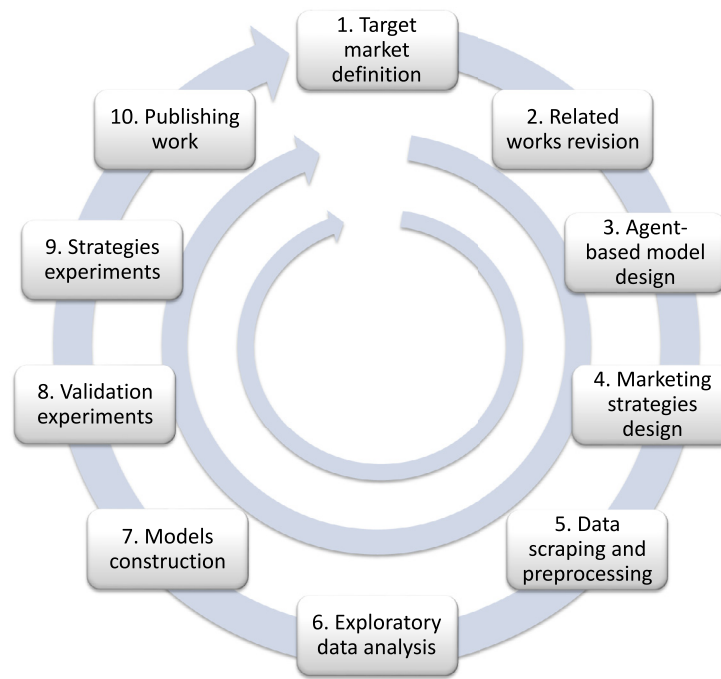 1. Target
market
definition
2. Related
works revision
3. Agent-
based model
design
4. Marketing
strategies
design
5. Data
scraping and
preprocessing
6. Exploratory
data analysis
7. Models
construction
8. Validation
experiments
9. Strategies
experiments
10. Publishing
work